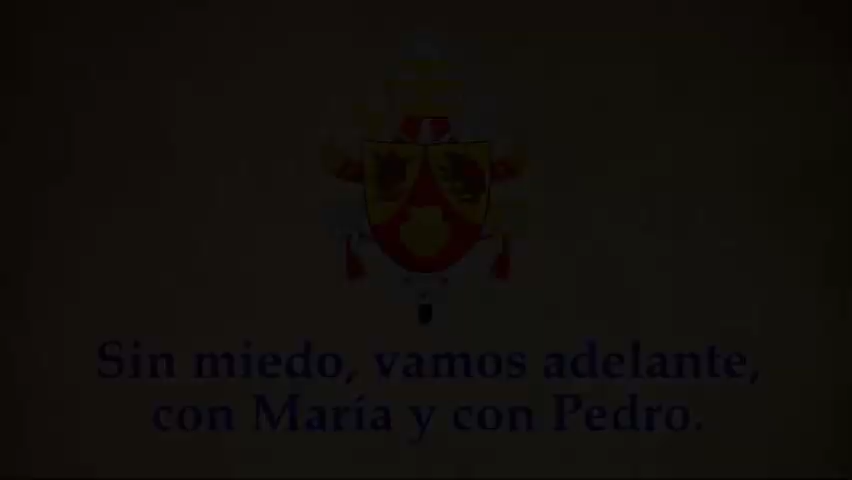 Sin miedo, vamos adelante,
con María y con Pedro.